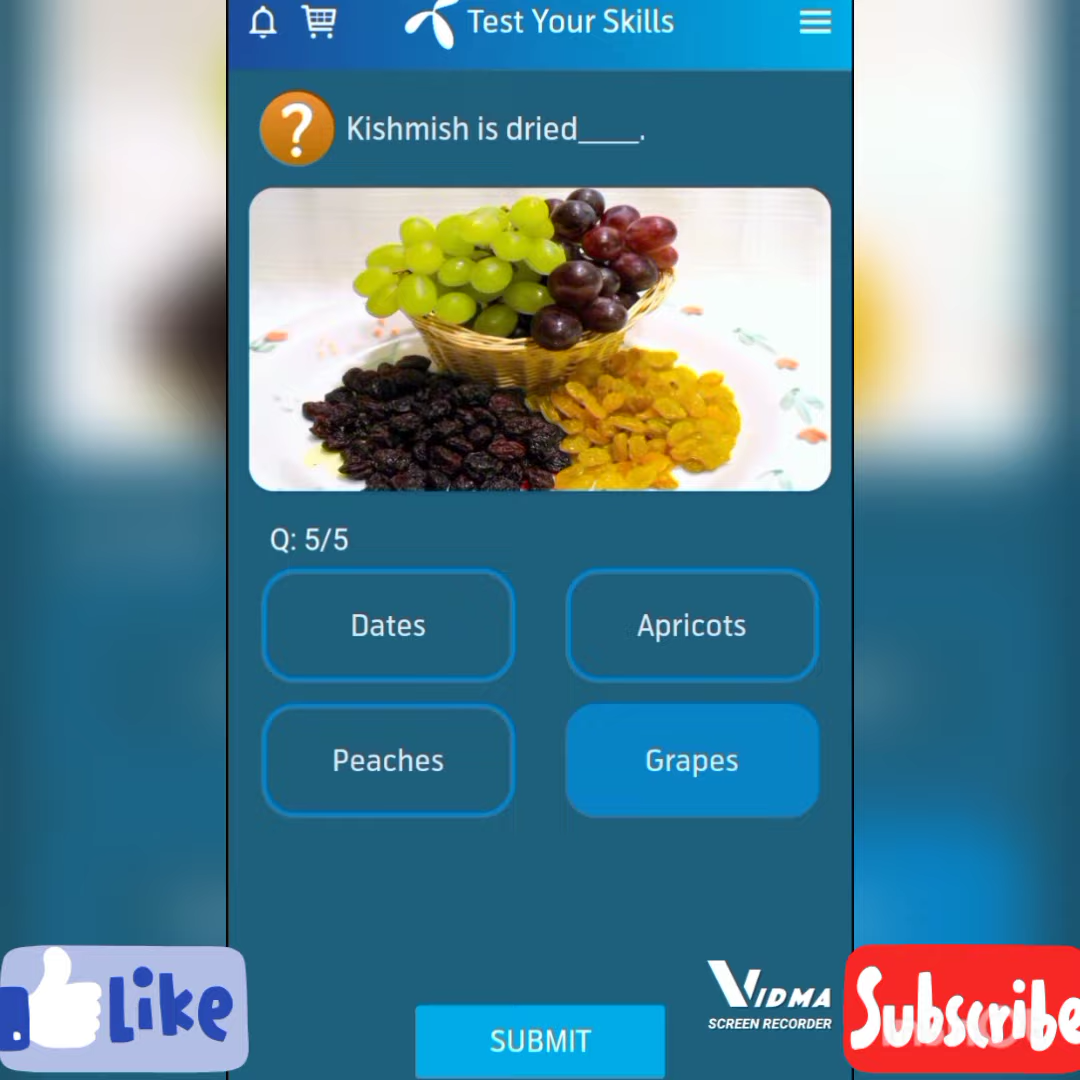 Test Your Skills
?
Kishmish is dried____.
Q: 5/5
Dates
Apricots
Peaches
Grapes
Like
VIDMA
SCREEN RECORDER
Subscribe
SUBMIT